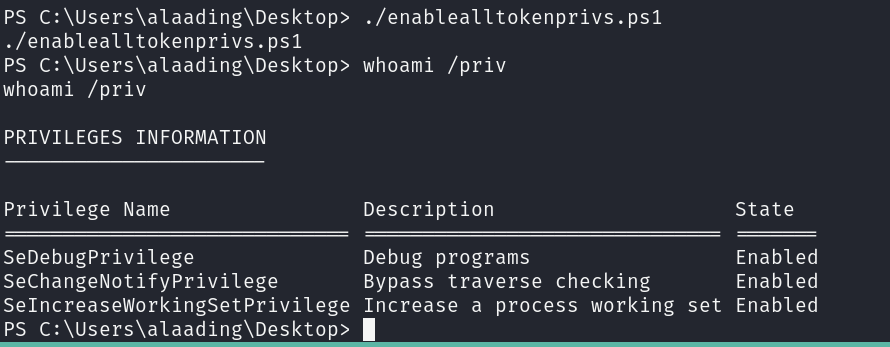 PS C:\Users\alaading\Desktop> ./enablealltokenprivs.ps1
./enablealltokenprivs.ps1
PS C:\Users\alaading\Desktop> whoami /priv
whoami /priv
PRIVILEGES INFORMATION
----------------------
Privilege Name Description State
============================= ============================== =======
SeDebugPrivilege Debug programs Enabled
SeChangeNotifyPrivilege Bypass traverse checking Enabled
SeIncreaseWorkingSetPrivilege Increase a process working set Enabled
PS C:\Users\alaading\Desktop>